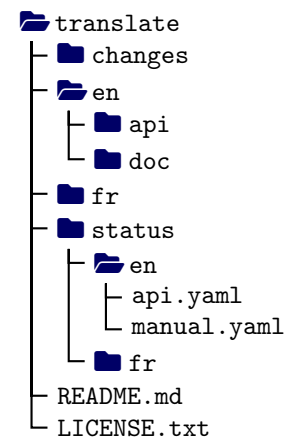 translate
changes
en
api
doc
fr
status
en
api.yaml
manual.yaml
fr
README.md
LICENSE.txt